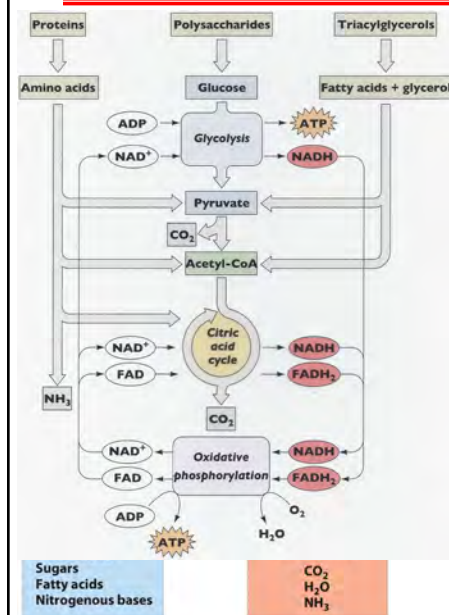 Proteins
Polysaccharides
Triacylglycerols
Amino acids
Glucose
Fatty acids + glycerol
ADP
Glycolysis
ATP
NAD⁺
NADH
Pyruvate
CO₂
Acetyl-CoA
Citric
acid
cycle
NAD⁺
NADH
FAD
FADH₂
NH₃
CO₂
NAD⁺
Oxidative
phosphorylation
NADH
FAD
FADH₂
ADP
O₂
ATP
H₂O
Sugars
Fatty acids
Nitrogenous bases
CO₂
H₂O
NH₃